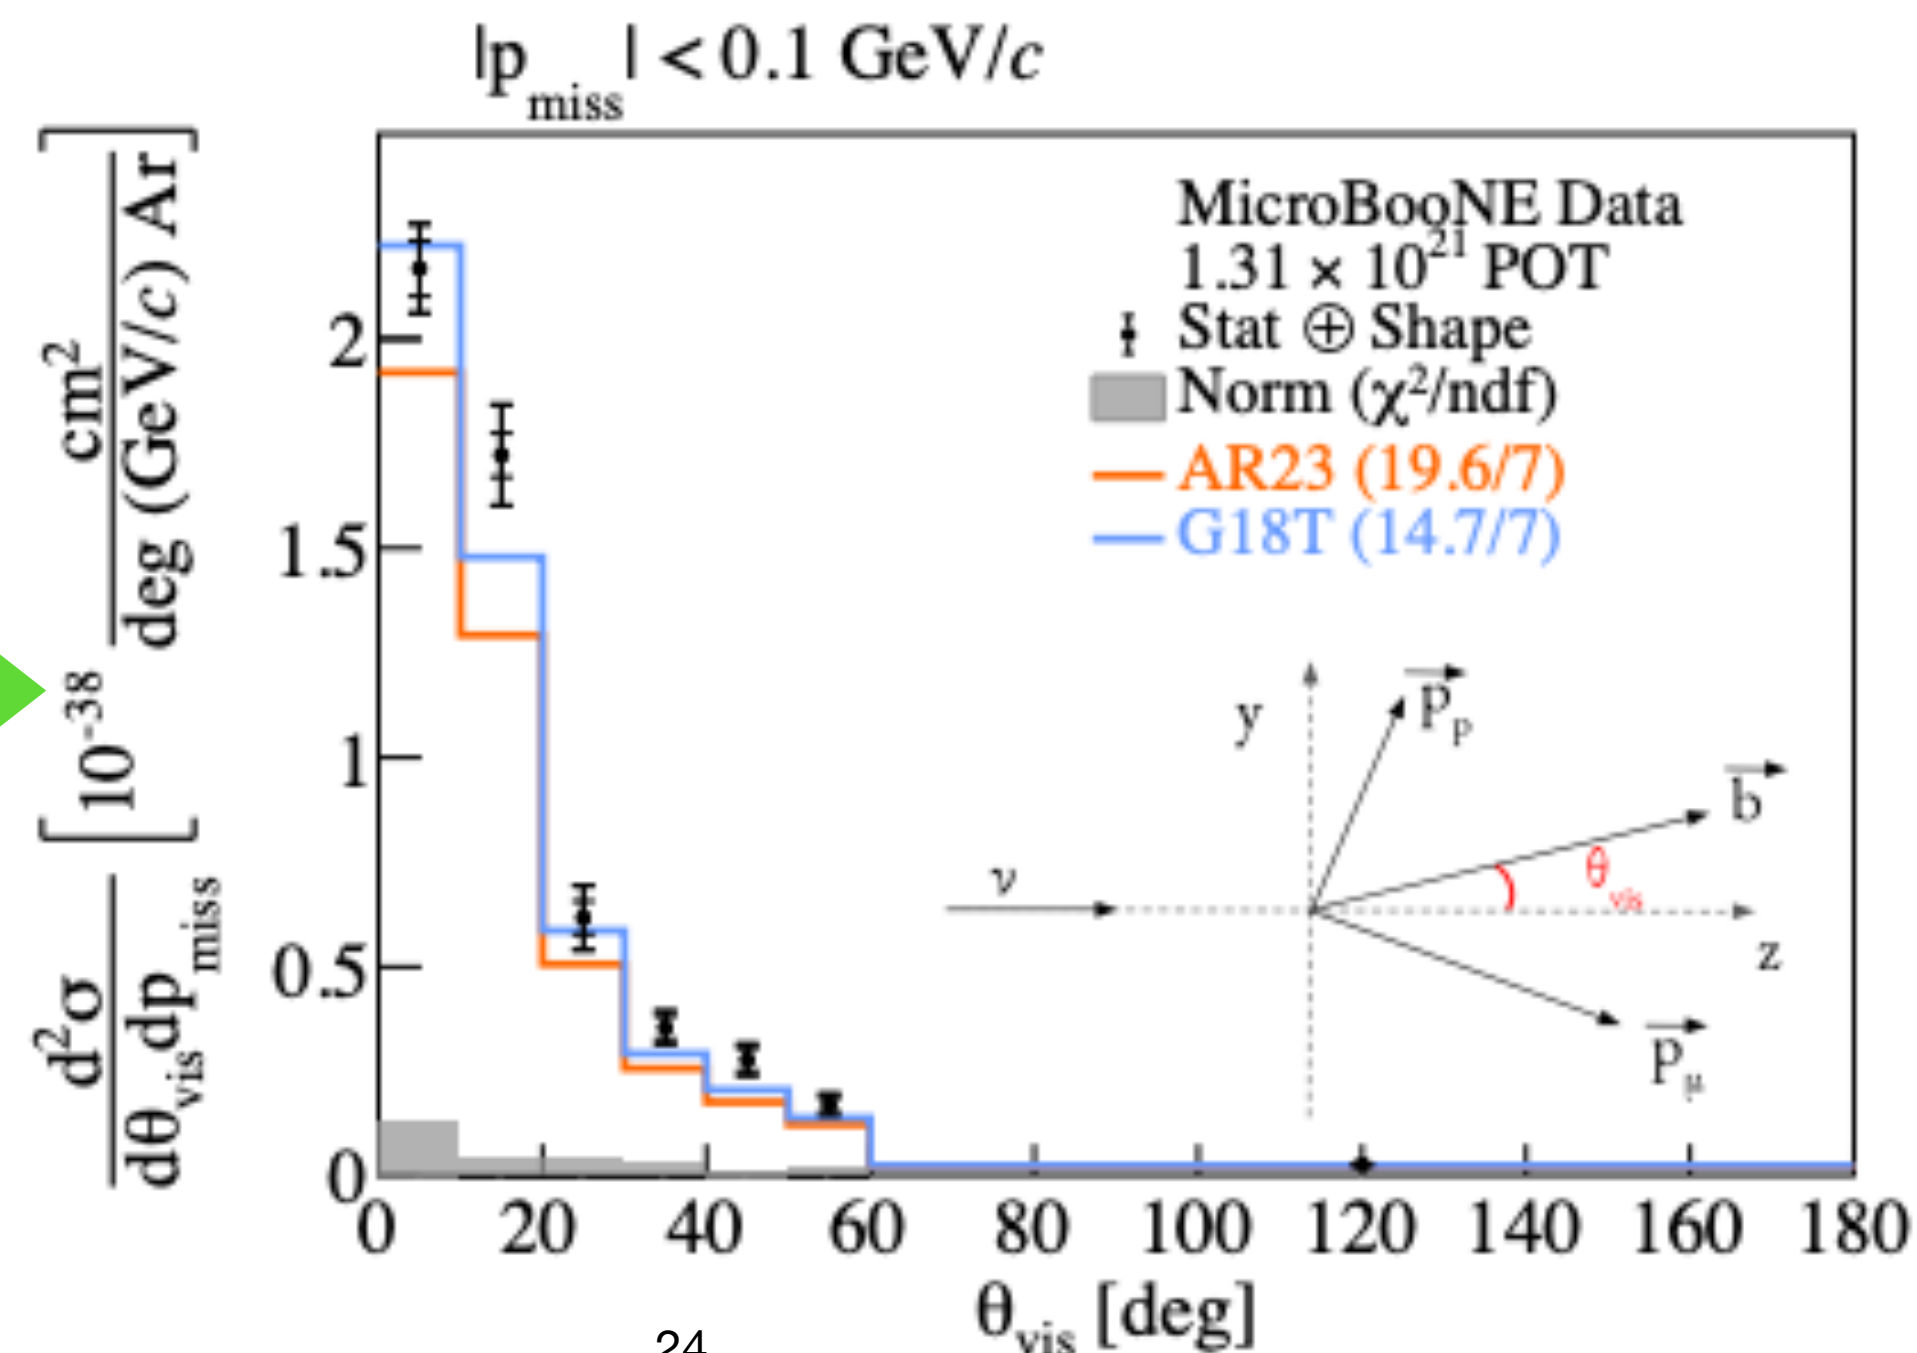 |p_miss| < 0.1 GeV/c
d²σ / dθ_vis dp_miss [10⁻³⁸ cm² / deg (GeV/c) Ar]
MicroBooNE Data
1.31 × 10²¹ POT
Stat ⊕ Shape
Norm (χ²/ndf)
AR23 (19.6/7)
G18T (14.7/7)
2
1.5
1
0.5
0
y
p_p
b
ν
θ_vis
z
p_μ
0 20 40 60 80 100 120 140 160 180
θ_vis [deg]
24